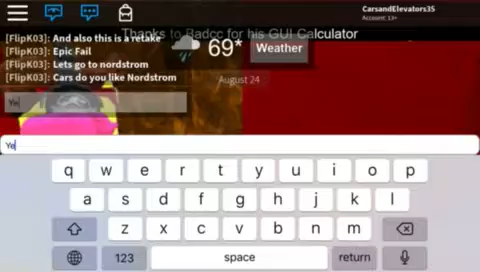 CarsandElevators35
Account: 13+
Thanks to Badcc for his GUI Calculator
[FlipK03]: And also this is a retake
[FlipK03]: Epic Fail
[FlipK03]: Lets go to nordstrom
[FlipK03]: Cars do you like Nordstrom
69°
Weather
August 24
Ye
Ye
q w e r t y u i o p
a s d f g h j k l
z x c v b n m
123 space return